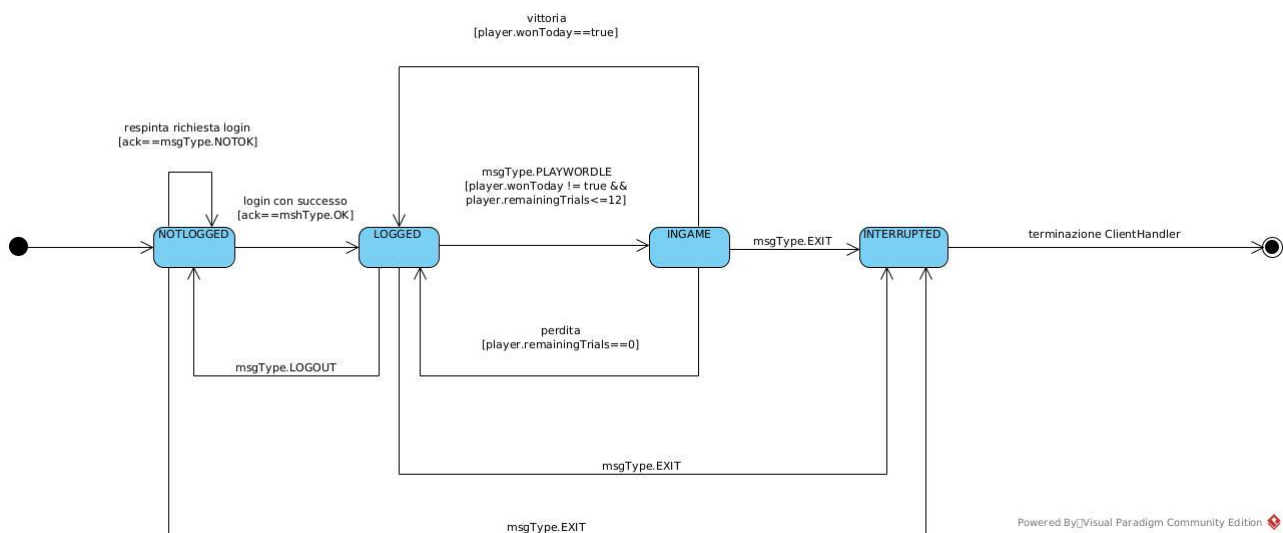 vittoria
[player.wonToday==true]
respinta richiesta login
[ack==msgType.NOTOK]
msgType.PLAYWORDLE
[player.wonToday != true &&
player.remainingTrials<=12]
login con successo
[ack==mshType.OK]
NOTLOGGED
LOGGED
INGAME
msgType.EXIT
INTERRUPTED
terminazione ClientHandler
perdita
[player.remainingTrials==0]
msgType.LOGOUT
msgType.EXIT
msgType.EXIT
Powered By Visual Paradigm Community Edition